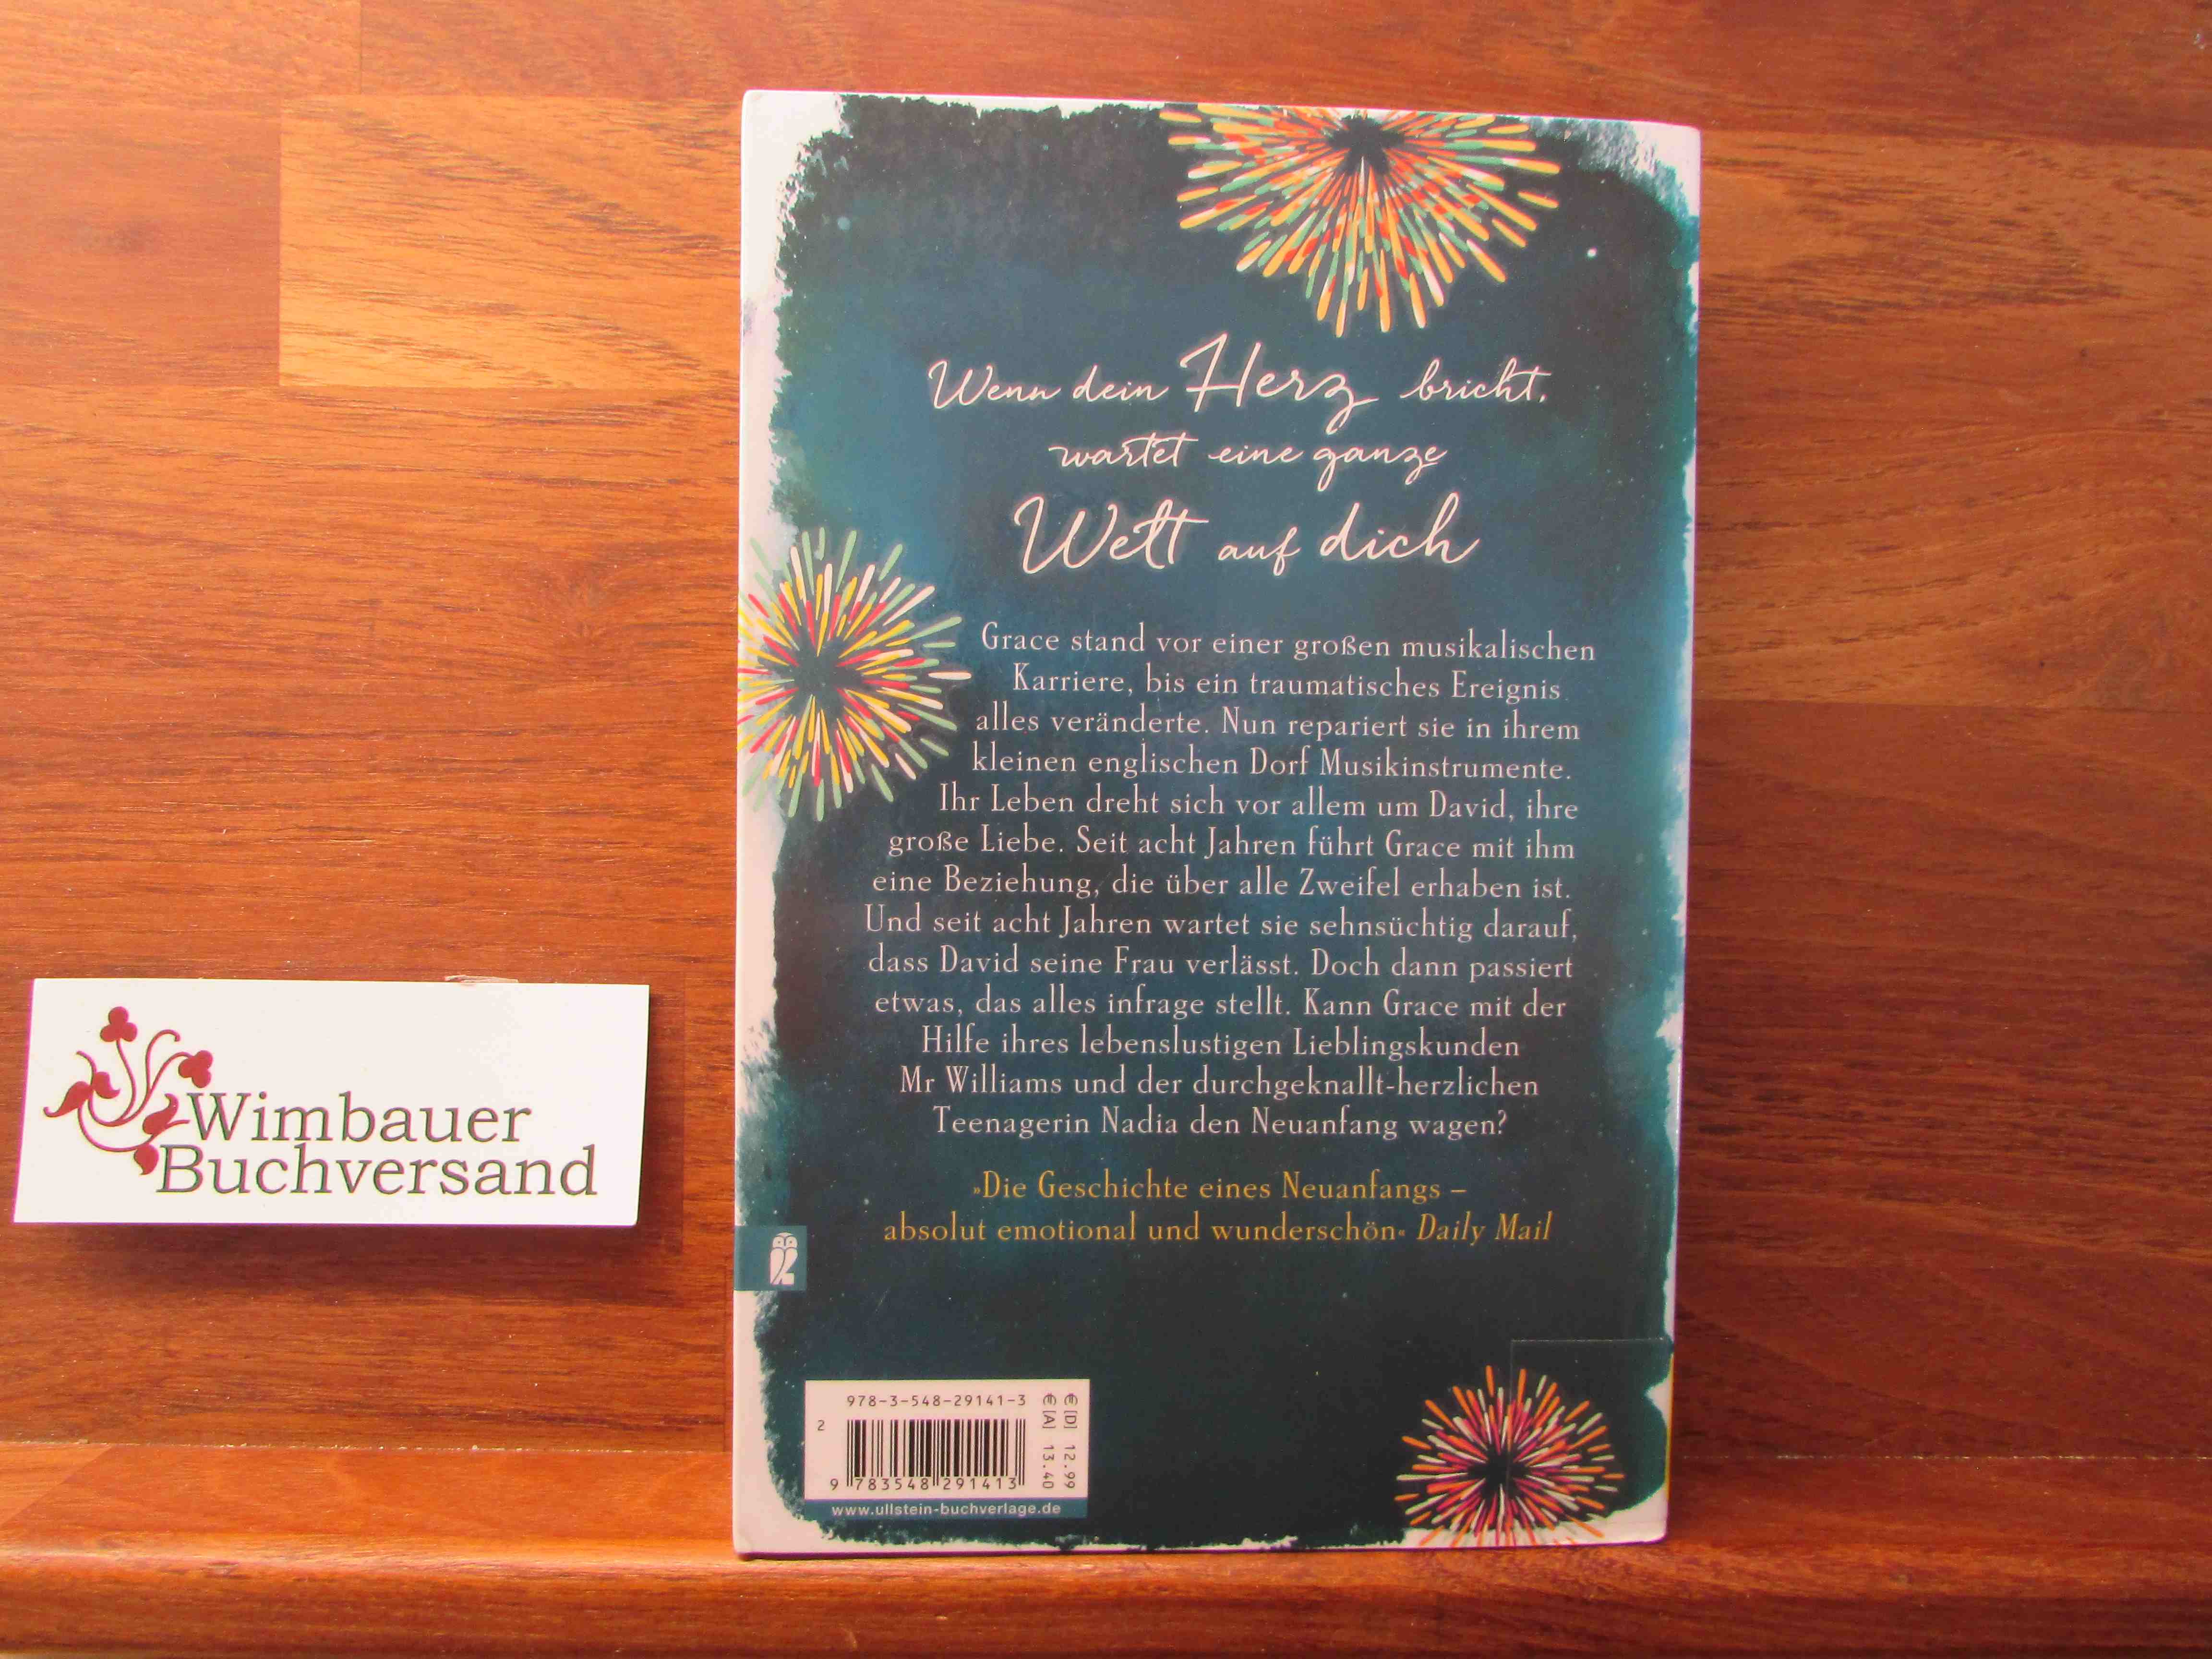 Wenn dein Herz bricht,
wartet eine ganze
Welt auf dich
Grace stand vor einer großen musikalischen
Karriere, bis ein traumatisches Ereignis
alles veränderte. Nun repariert sie in ihrem
kleinen englischen Dorf Musikinstrumente.
Ihr Leben dreht sich vor allem um David, ihre
große Liebe. Seit acht Jahren führt Grace mit ihm
eine Beziehung, die über alle Zweifel erhaben ist.
Und seit acht Jahren wartet sie sehnsüchtig darauf,
dass David seine Frau verlässt. Doch dann passiert
etwas, das alles infrage stellt. Kann Grace mit der
Hilfe ihres lebenslustigen Lieblingskunden
Mr Williams und der durchgeknallt-herzlichen
Teenagerin Nadia den Neuanfang wagen?
»Die Geschichte eines Neuanfangs –
absolut emotional und wunderschön« Daily Mail
978-3-548-29141-3
2
9 783548 291413
€ [D] 12.99
€ [A] 13.40
www.ullstein-buchverlage.de
Wimbauer
Buchversand